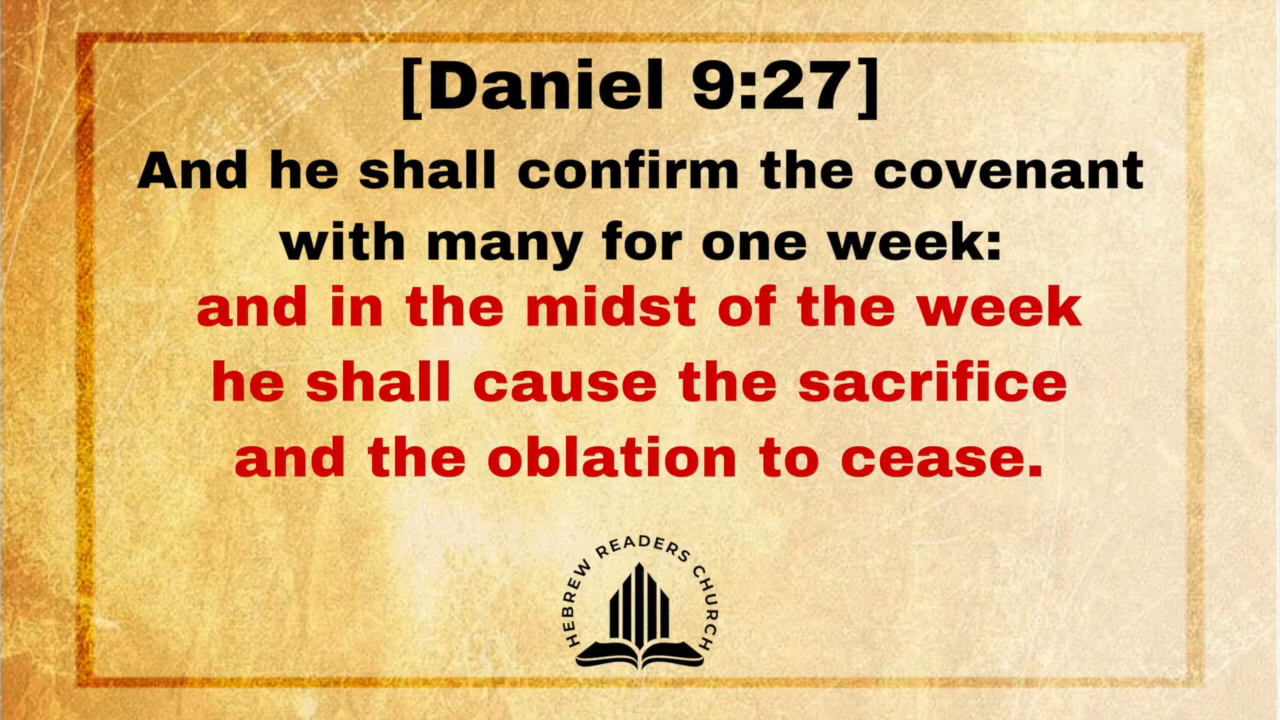 [Daniel 9:27]
And he shall confirm the covenant
with many for one week:
and in the midst of the week
he shall cause the sacrifice
and the oblation to cease.
HEBREW READERS CHURCH